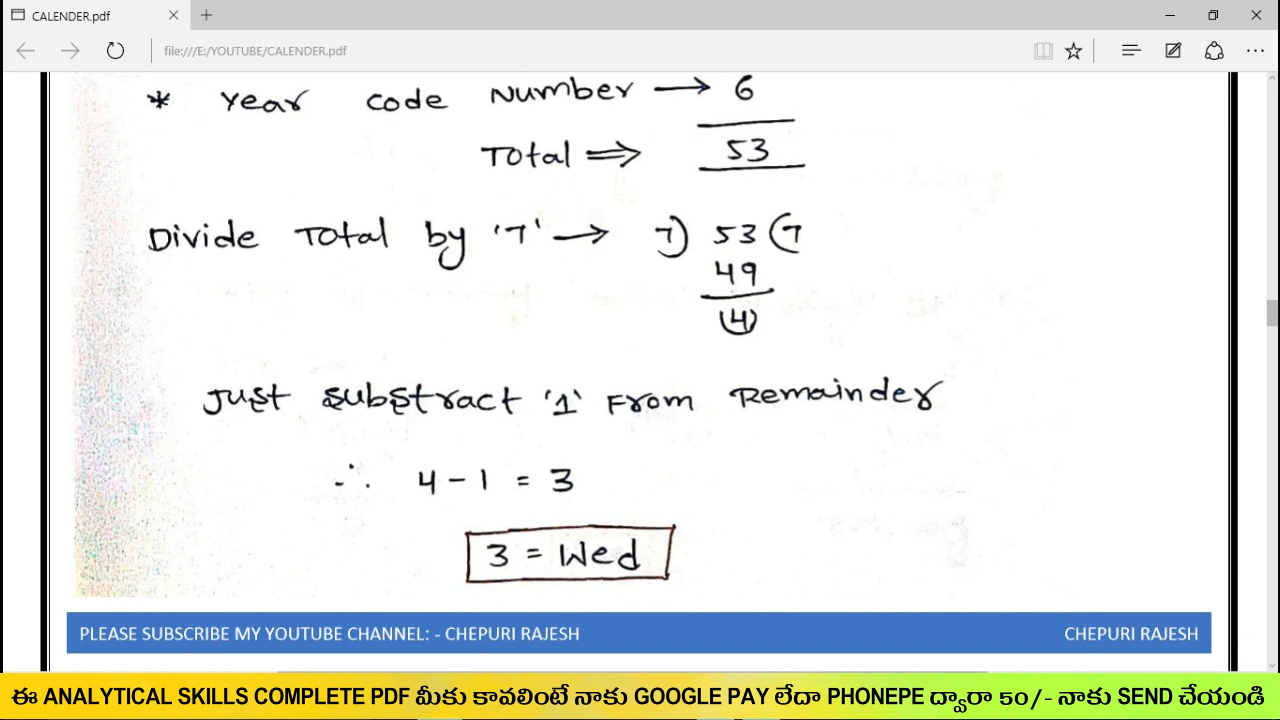 CALENDER.pdf
file:///E:/YOUTUBE/CALENDER.pdf
* Year code Number → 6
Total ⇒ 53
Divide Total by '7' → 7) 53 (7
49
(4)
Just substract '1' From Remainder
∴ 4 - 1 = 3
3 = Wed
PLEASE SUBSCRIBE MY YOUTUBE CHANNEL: - CHEPURI RAJESH CHEPURI RAJESH
ఈ ANALYTICAL SKILLS COMPLETE PDF మీకు కావలింటే నాకు GOOGLE PAY లేదా PHONEPE ద్వారా 50/- నాకు SEND చేయండి